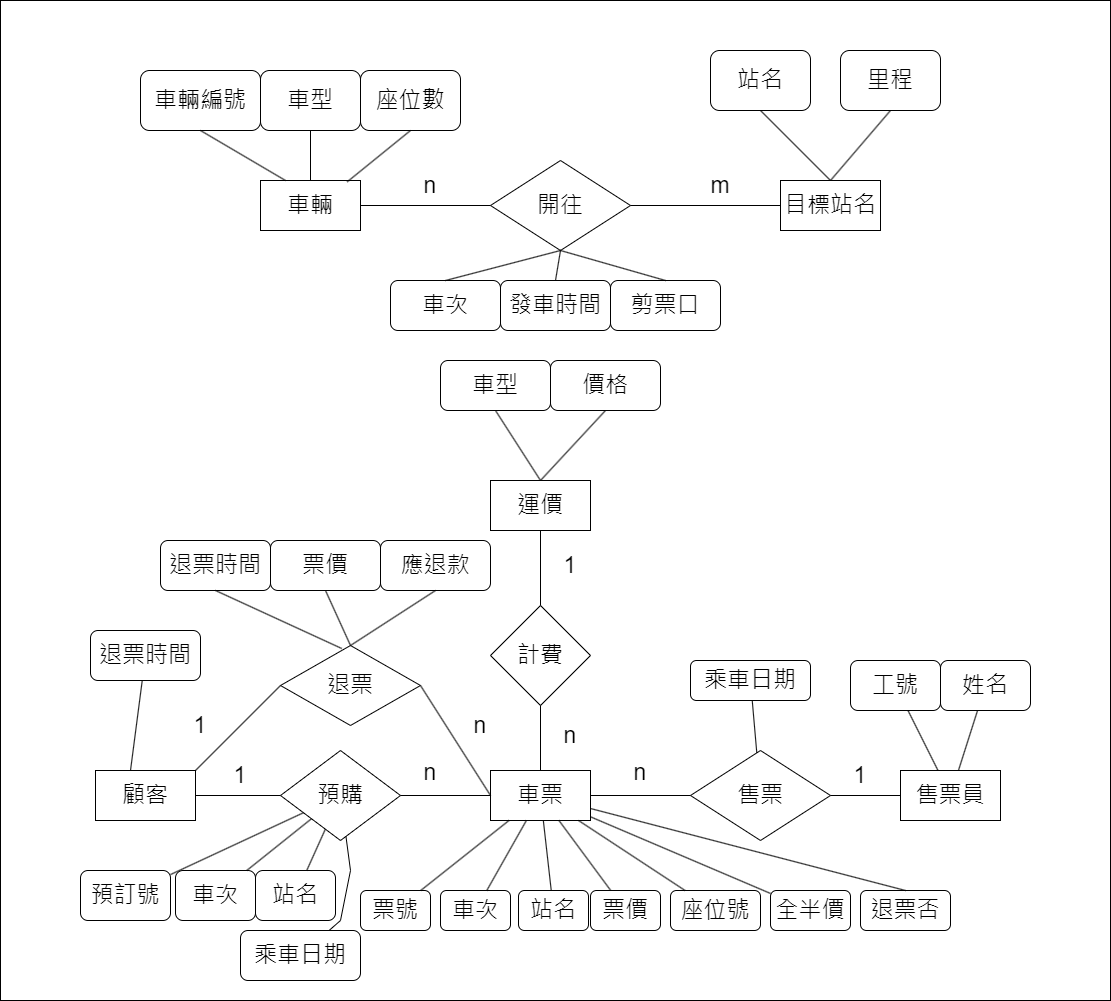 站名
里程
車輛編號
車型
座位數
車輛
n
開往
m
目標站名
車次
發車時間
剪票口
車型
價格
運價
1
退票時間
票價
應退款
計費
退票時間
退票
乘車日期
工號
姓名
1
n
n
顧客
1
預購
n
車票
n
售票
1
售票員
預訂號
車次
站名
票號
車次
站名
票價
座位號
全半價
退票否
乘車日期